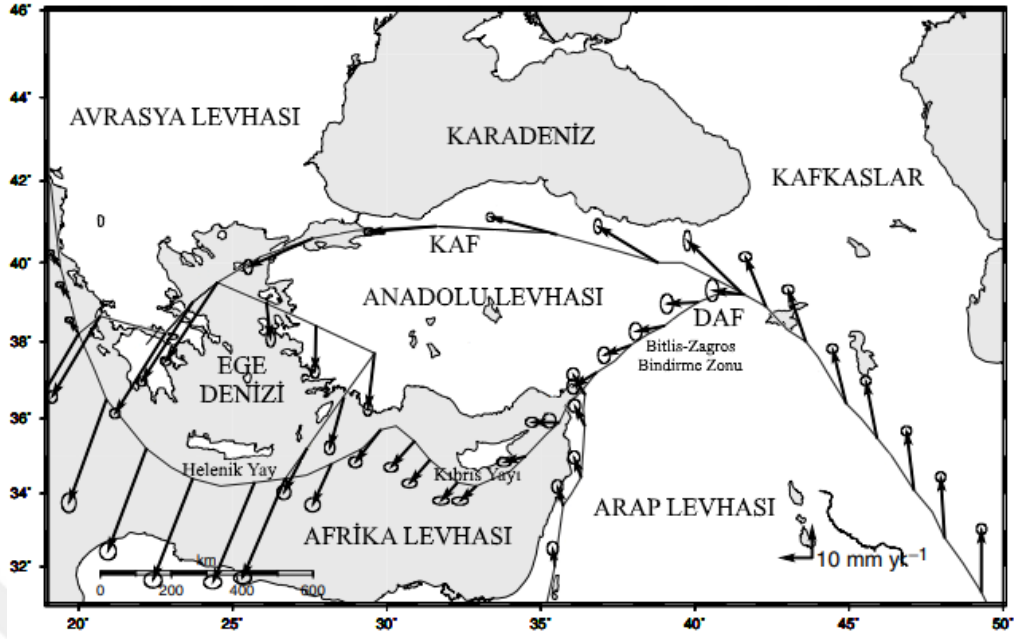 46°
44°
42°
40°
38°
36°
34°
32°
AVRASYA LEVHASI
KARADENİZ
KAFKASLAR
D
KAF
ANADOLU LEVHASI
DAF
Bitlis-Zagros
Bindirme Zonu
EGE
DENİZİ
Helenik Yay
Kıbrıs Yayı
AFRİKA LEVHASI
ARAP LEVHASI
km
0 200 400 600
10 mm yr⁻¹
20° 25° 30° 35° 40° 45° 50°